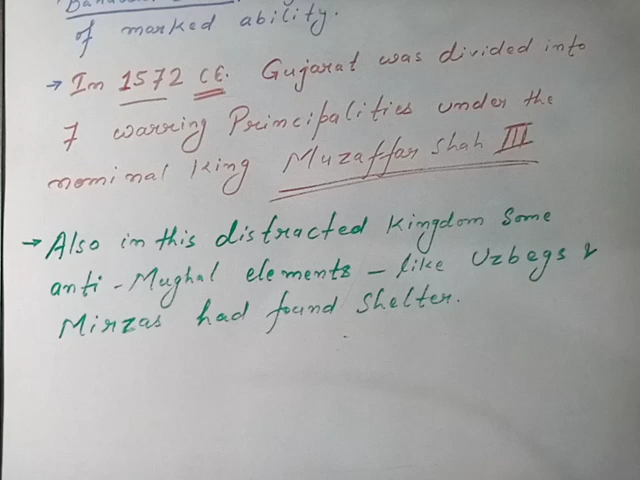 of marked ability.
→ In 1572 CE. Gujarat was divided into
7 warring Principalities under the
nominal King Muzaffar Shah III
→ Also in this distracted Kingdom Some
anti-Mughal elements - like Uzbegs &
Mirzas had found Shelter.